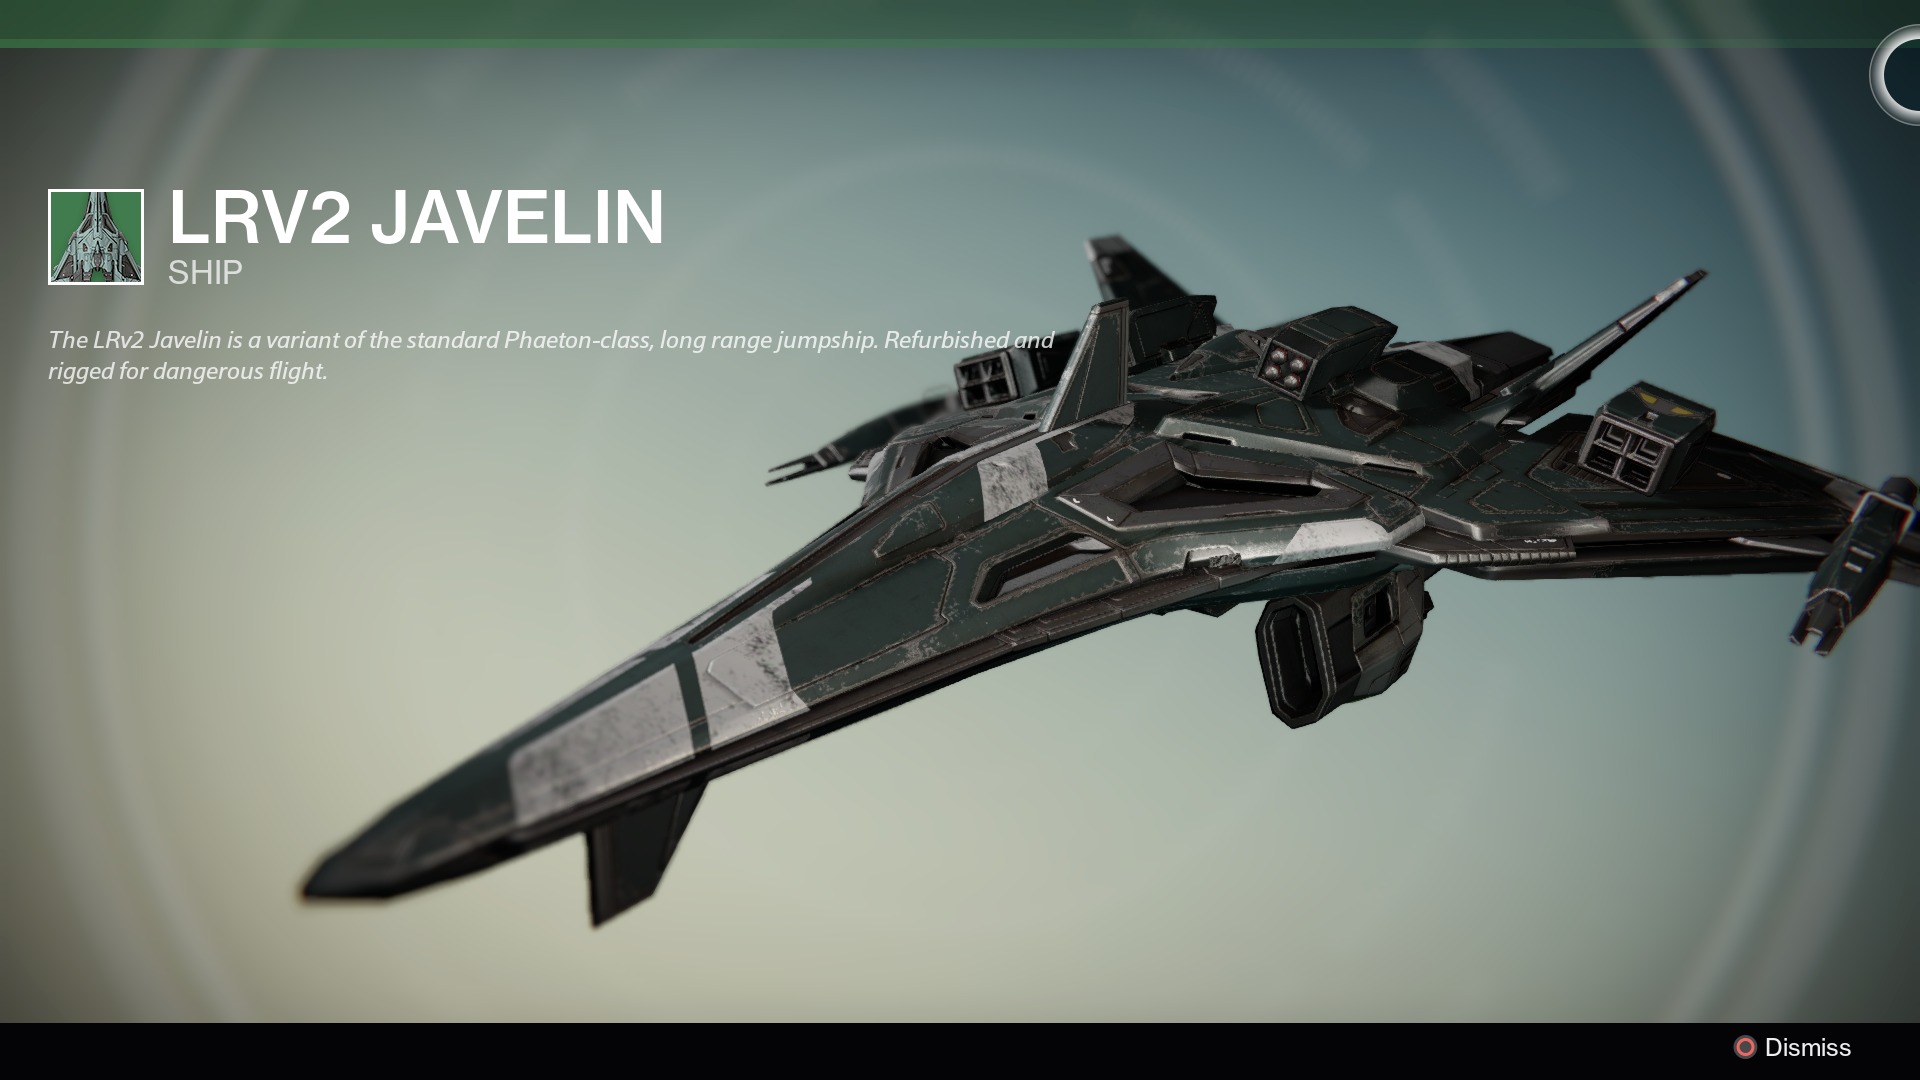 LRV2 JAVELIN
SHIP
The LRv2 Javelin is a variant of the standard Phaeton-class, long range jumpship. Refurbished and
rigged for dangerous flight.
Dismiss